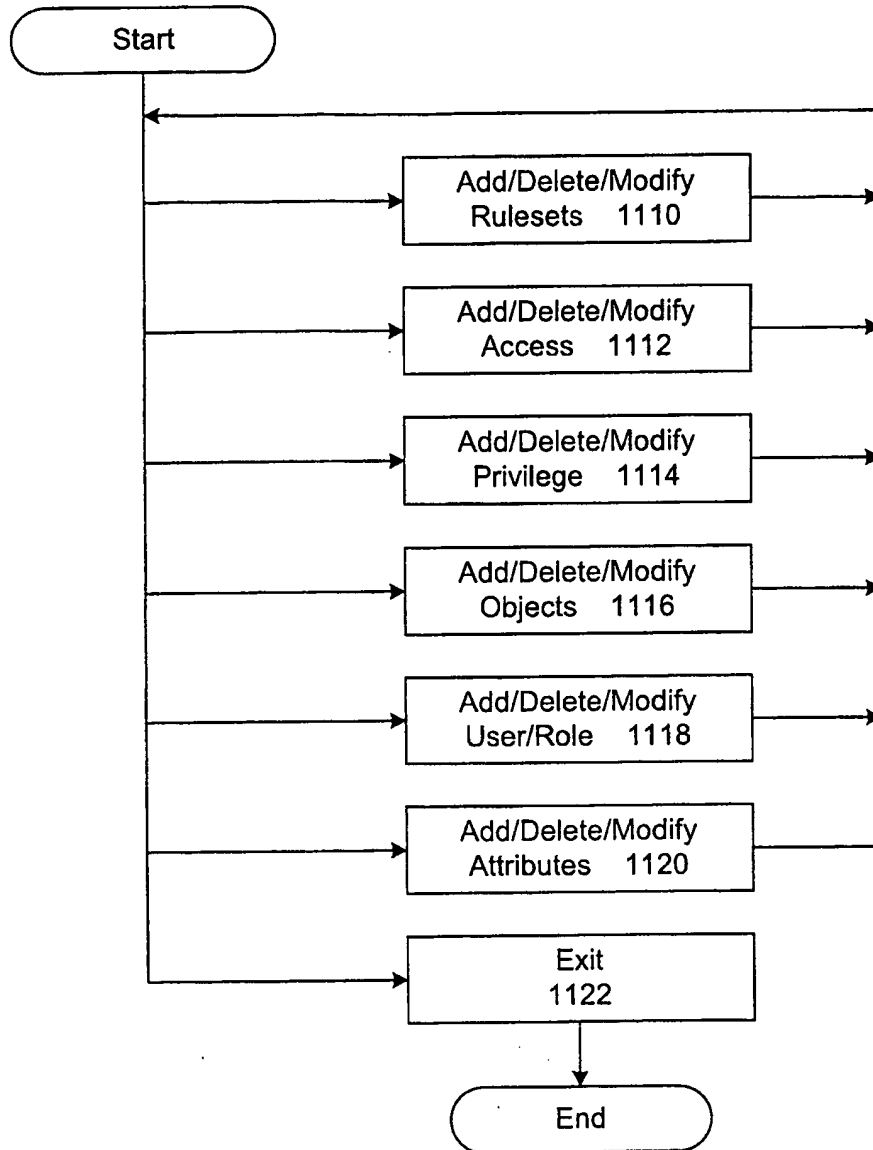 Start
Add/Delete/Modify
Rulesets 1110
Add/Delete/Modify
Access 1112
Add/Delete/Modify
Privilege 1114
Add/Delete/Modify
Objects 1116
Add/Delete/Modify
User/Role 1118
Add/Delete/Modify
Attributes 1120
Exit
1122
End